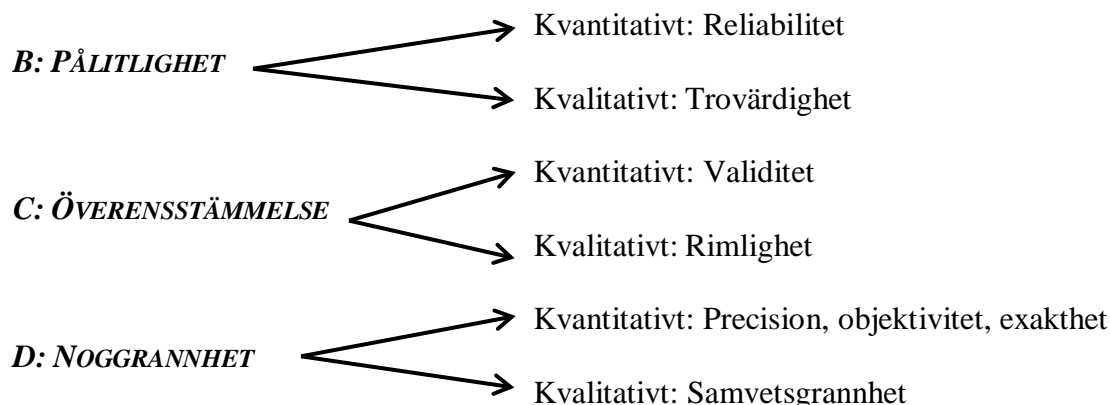 Kvantitativt: Reliabilitet
B: PÅLITLIGHET
Kvalitativt: Trovärdighet
Kvantitativt: Validitet
C: ÖVERENSSTÄMMELSE
Kvalitativt: Rimlighet
Kvantitativt: Precision, objektivitet, exakthet
D: NOGGRANNHET
Kvalitativt: Samvetsgrannhet